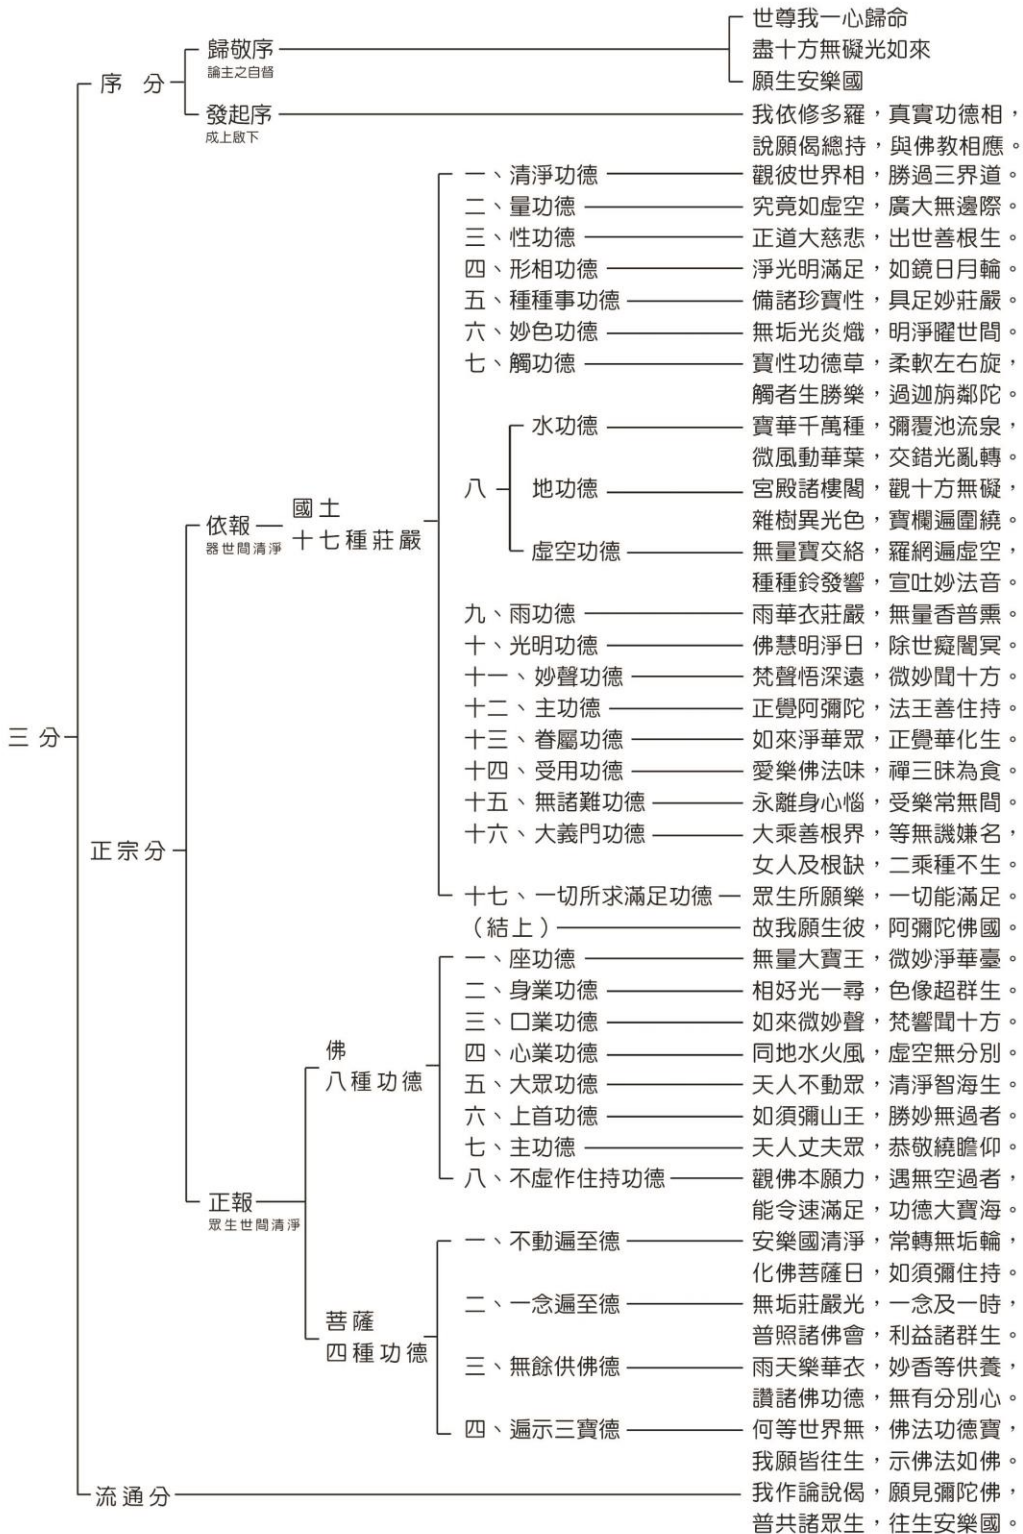 三分
序分
歸敬序
論主之自督
世尊我一心歸命
盡十方無礙光如來
願生安樂國
發起序
成上啟下
我依修多羅，真實功德相，
說願偈總持，與佛教相應。
正宗分
依報
器世間清淨
國土
十七種莊嚴
一、清淨功德
觀彼世界相，勝過三界道。
二、量功德
究竟如虛空，廣大無邊際。
三、性功德
正道大慈悲，出世善根生。
四、形相功德
淨光明滿足，如鏡日月輪。
五、種種事功德
備諸珍寶性，具足妙莊嚴。
六、妙色功德
無垢光炎熾，明淨曜世間。
七、觸功德
寶性功德草，柔軟左右旋，
觸者生勝樂，過迦旃鄰陀。
八
水功德
寶華千萬種，彌覆池流泉，
微風動華葉，交錯光亂轉。
地功德
宮殿諸樓閣，觀十方無礙，
雜樹異光色，寶欄遍圍繞。
虛空功德
無量寶交絡，羅網遍虛空，
種種鈴發響，宣吐妙法音。
九、雨功德
雨華衣莊嚴，無量香普熏。
十、光明功德
佛慧明淨日，除世癡闇冥。
十一、妙聲功德
梵聲悟深遠，微妙聞十方。
十二、主功德
正覺阿彌陀，法王善住持。
十三、眷屬功德
如來淨華眾，正覺華化生。
十四、受用功德
愛樂佛法味，禪三昧為食。
十五、無諸難功德
永離身心惱，受樂常無間。
十六、大義門功德
大乘善根界，等無譏嫌名，
女人及根缺，二乘種不生。
十七、一切所求滿足功德
眾生所願樂，一切能滿足。
（結上）
故我願生彼，阿彌陀佛國。
正報
眾生世間清淨
佛
八種功德
一、座功德
無量大寶王，微妙淨華臺。
二、身業功德
相好光一尋，色像超群生。
三、口業功德
如來微妙聲，梵響聞十方。
四、心業功德
同地水火風，虛空無分別。
五、大眾功德
天人不動眾，清淨智海生。
六、上首功德
如須彌山王，勝妙無過者。
七、主功德
天人丈夫眾，恭敬繞瞻仰。
八、不虛作住持功德
觀佛本願力，遇無空過者，
能令速滿足，功德大寶海。
菩薩
四種功德
一、不動遍至德
安樂國清淨，常轉無垢輪，
化佛菩薩日，如須彌住持。
二、一念遍至德
無垢莊嚴光，一念及一時，
普照諸佛會，利益諸群生。
三、無餘供佛德
雨天樂華衣，妙香等供養，
讚諸佛功德，無有分別心。
四、遍示三寶德
何等世界無，佛法功德寶，
我願皆往生，示佛法如佛。
流通分
我作論說偈，願見彌陀佛，
普共諸眾生，往生安樂國。